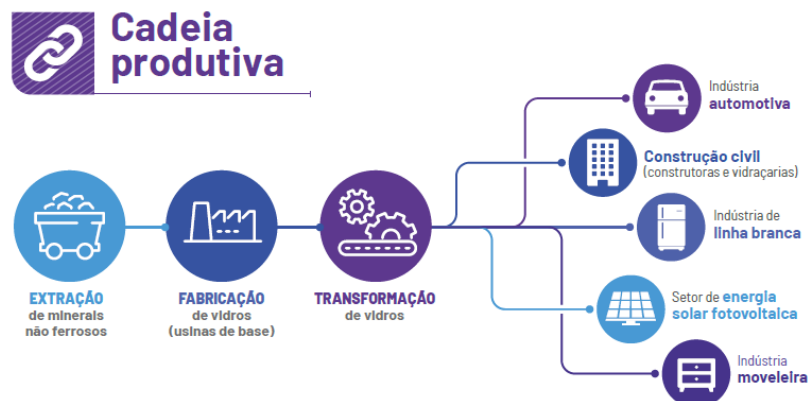 Cadeia
produtiva
EXTRAÇÃO
de minerais
não ferrosos
FABRICAÇÃO
de vidros
(usinas de base)
TRANSFORMAÇÃO
de vidros
Indústria
automotiva
Construção civil
(construtoras e vidraçarias)
Indústria de
linha branca
Setor de energia
solar fotovoltaica
Indústria
moveleira